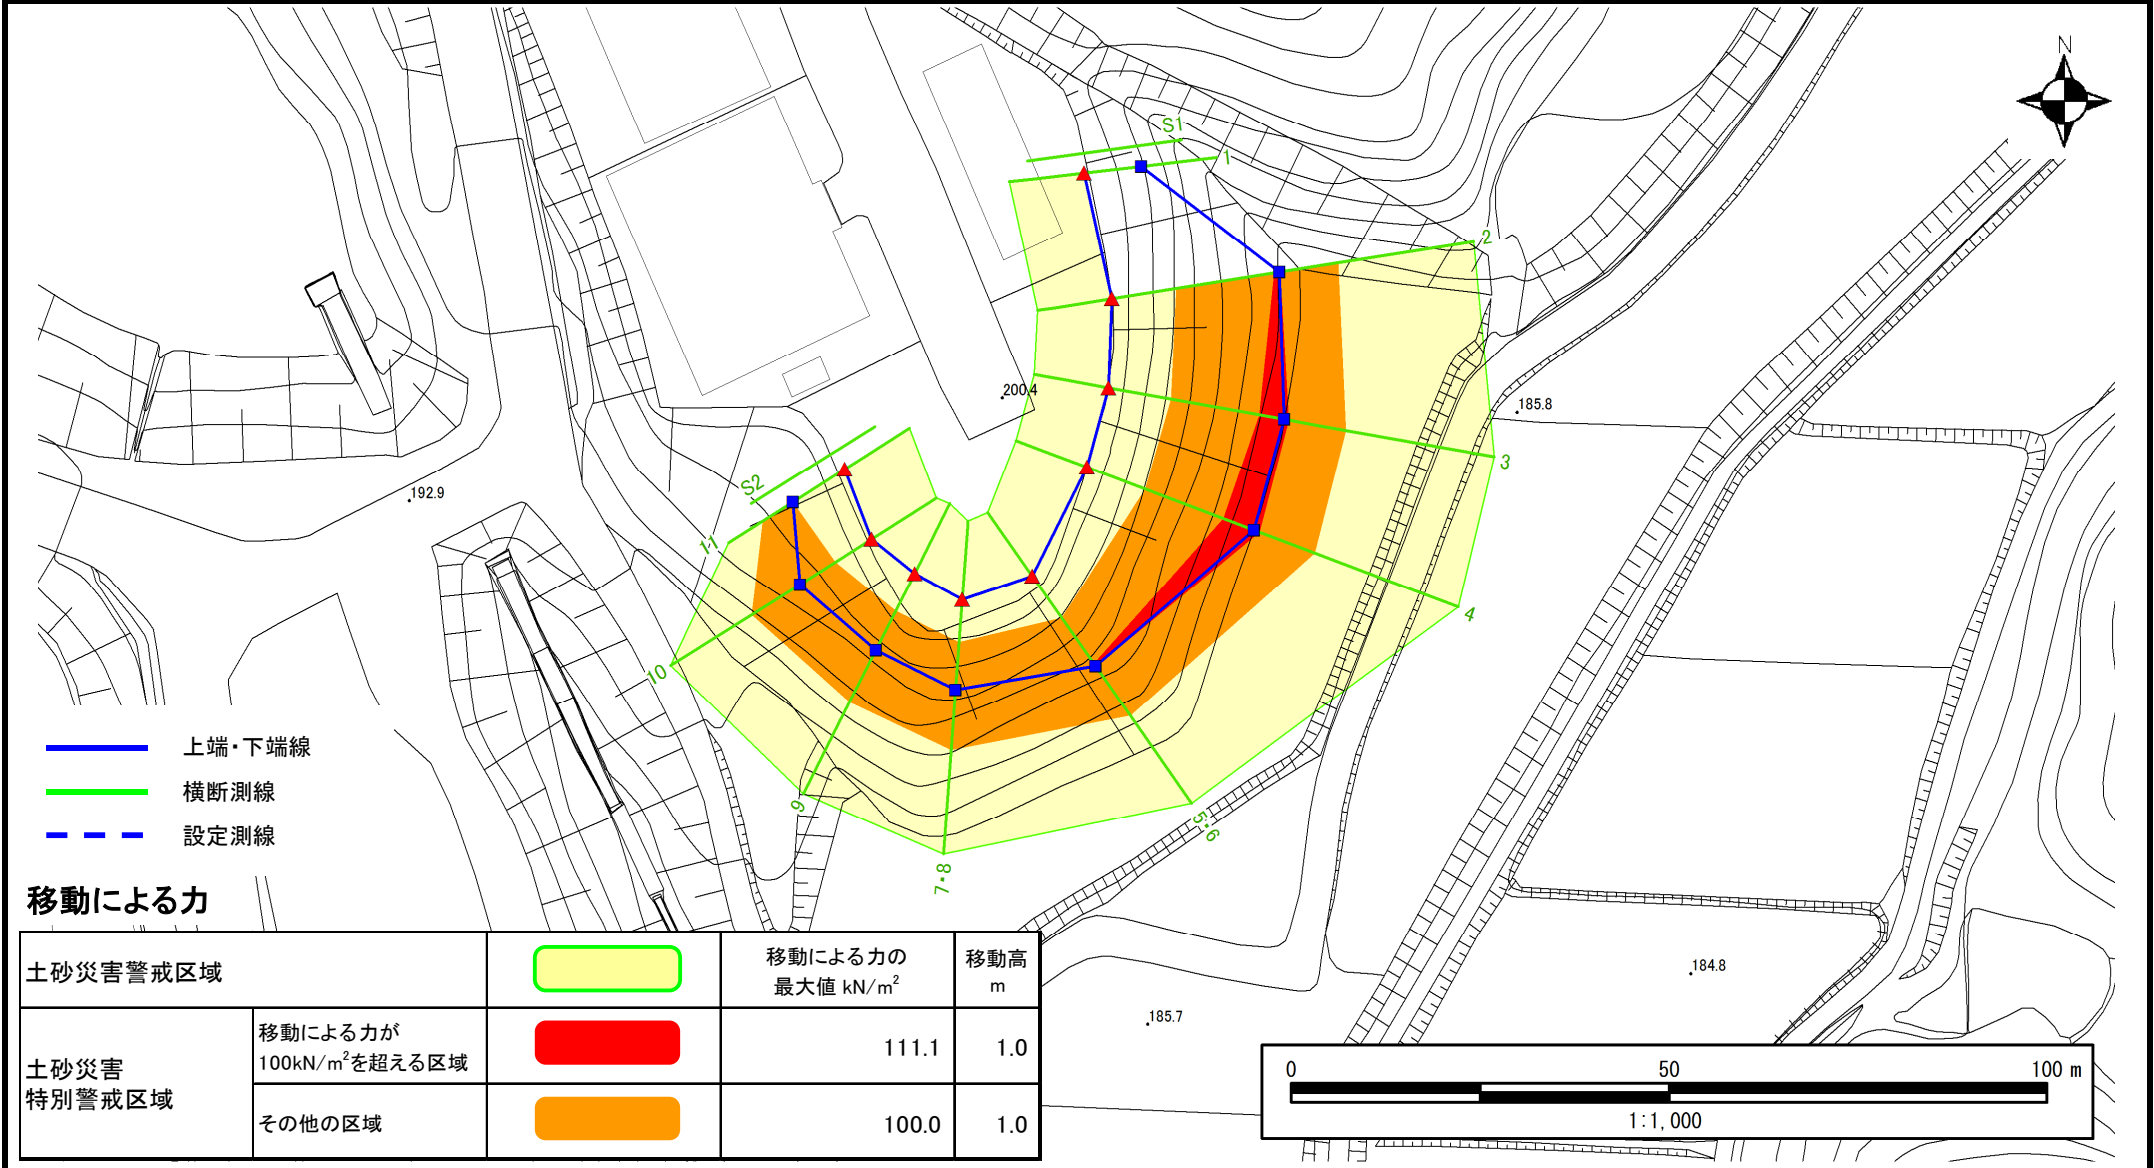 N
S1
1
2
200.4
185.8
3
S2
192.9
11
4
10
9
5・6
7・8
上端・下端線
横断測線
設定測線
184.8
185.7
移動による力
土砂災害警戒区域
移動による力の
最大値 kN/m²
移動高
m
土砂災害
特別警戒区域
移動による力が
100kN/m²を超える区域
111.1
1.0
その他の区域
100.0
1.0
0
50
100 m
1:1,000